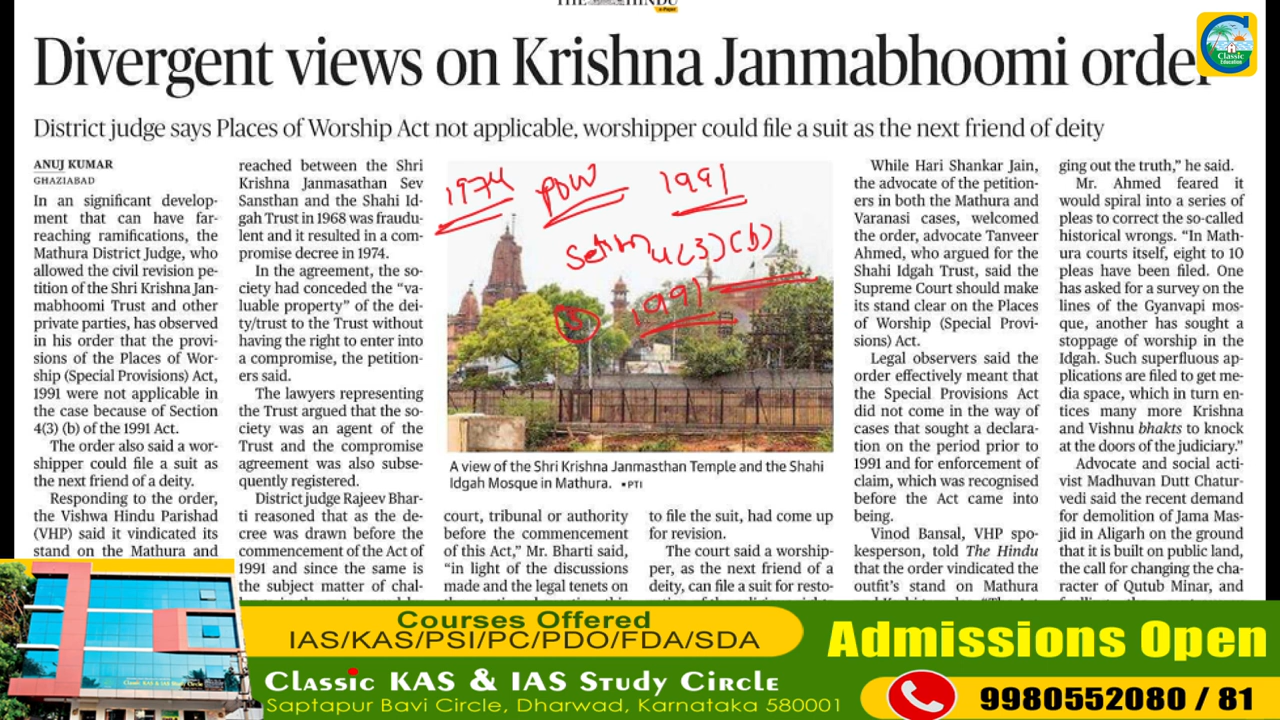 THE HINDU
e-Paper
Divergent views on Krishna Janmabhoomi order
Classic
Education
District judge says Places of Worship Act not applicable, worshipper could file a suit as the next friend of deity
ANUJ KUMAR
GHAZIABAD
In an significant develop-
ment that can have far-
reaching ramifications, the
Mathura District Judge, who
allowed the civil revision pe-
tition of the Shri Krishna Jan-
mabhoomi Trust and other
private parties, has observed
in his order that the provi-
sions of the Places of Wor-
ship (Special Provisions) Act,
1991 were not applicable in
the case because of Section
4(3) (b) of the 1991 Act.
The order also said a wor-
shipper could file a suit as
the next friend of a deity.
Responding to the order,
the Vishwa Hindu Parishad
(VHP) said it vindicated its
stand on the Mathura and
reached between the Shri
Krishna Janmasathan Sev
Sansthan and the Shahi Id-
gah Trust in 1968 was fraudu-
lent and it resulted in a com-
promise decree in 1974.
In the agreement, the so-
ciety had conceded the “va-
luable property” of the dei-
ty/trust to the Trust without
having the right to enter into
a compromise, the petition-
ers said.
The lawyers representing
the Trust argued that the so-
ciety was an agent of the
Trust and the compromise
agreement was also subse-
quently registered.
District judge Rajeev Bhar-
ti reasoned that as the de-
cree was drawn before the
commencement of the Act of
1991 and since the same is
the subject matter of chal-
1974 POW 1991
4(3)(b)
1991
A view of the Shri Krishna Janmasthan Temple and the Shahi
Idgah Mosque in Mathura. • PTI
court, tribunal or authority
before the commencement
of this Act,” Mr. Bharti said,
“in light of the discussions
made and the legal tenets on
to file the suit, had come up
for revision.
The court said a worship-
per, as the next friend of a
deity, can file a suit for resto-
While Hari Shankar Jain,
the advocate of the petition-
ers in both the Mathura and
Varanasi cases, welcomed
the order, advocate Tanveer
Ahmed, who argued for the
Shahi Idgah Trust, said the
Supreme Court should make
its stand clear on the Places
of Worship (Special Provi-
sions) Act.
Legal observers said the
order effectively meant that
the Special Provisions Act
did not come in the way of
cases that sought a declara-
tion on the period prior to
1991 and for enforcement of
claim, which was recognised
before the Act came into
being.
Vinod Bansal, VHP spo-
kesperson, told The Hindu
that the order vindicated the
outfit’s stand on Mathura
ging out the truth,” he said.
Mr. Ahmed feared it
would spiral into a series of
pleas to correct the so-called
historical wrongs. “In Math-
ura courts itself, eight to 10
pleas have been filed. One
has asked for a survey on the
lines of the Gyanvapi mos-
que, another has sought a
stoppage of worship in the
Idgah. Such superfluous ap-
plications are filed to get me-
dia space, which in turn en-
tices many more Krishna
and Vishnu bhakts to knock
at the doors of the judiciary.”
Advocate and social acti-
vist Madhuvan Dutt Chatur-
vedi said the recent demand
for demolition of Jama Mas-
jid in Aligarh on the ground
that it is built on public land,
the call for changing the cha-
racter of Qutub Minar, and
Courses Offered
IAS/KAS/PSI/PC/PDO/FDA/SDA
Classic KAS & IAS Study Circle
Saptapur Bavi Circle, Dharwad, Karnataka 580001
Admissions Open
9980552080 / 81